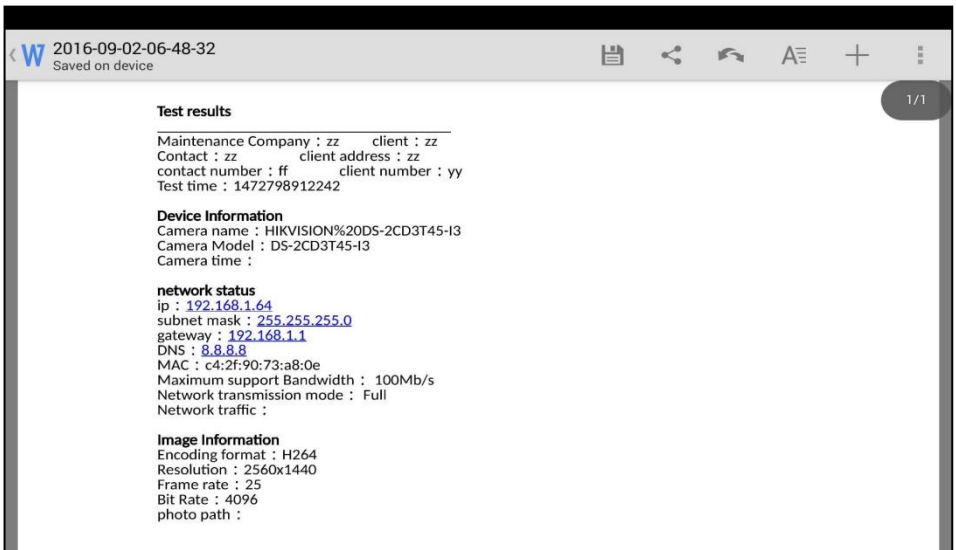 2016-09-02-06-48-32
Saved on device
1/1
Test results
Maintenance Company：zz client：zz
Contact：zz client address：zz
contact number：ff client number：yy
Test time：1472798912242
Device Information
Camera name：HIKVISION%20DS-2CD3T45-I3
Camera Model：DS-2CD3T45-I3
Camera time：
network status
ip：192.168.1.64
subnet mask：255.255.255.0
gateway：192.168.1.1
DNS：8.8.8.8
MAC：c4:2f:90:73:a8:0e
Maximum support Bandwidth：100Mb/s
Network transmission mode：Full
Network traffic：
Image Information
Encoding format：H264
Resolution：2560x1440
Frame rate：25
Bit Rate：4096
photo path：